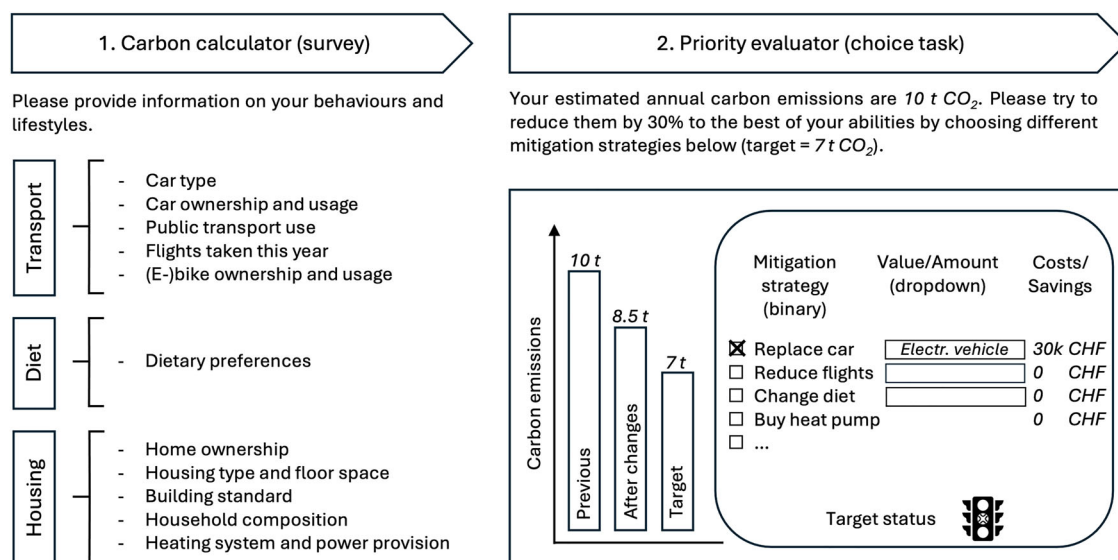 1. Carbon calculator (survey)
Please provide information on your behaviours and
lifestyles.
Transport
- Car type
- Car ownership and usage
- Public transport use
- Flights taken this year
- (E-)bike ownership and usage
Diet
- Dietary preferences
Housing
- Home ownership
- Housing type and floor space
- Building standard
- Household composition
- Heating system and power provision
2. Priority evaluator (choice task)
Your estimated annual carbon emissions are 10 t CO₂. Please try to
reduce them by 30% to the best of your abilities by choosing different
mitigation strategies below (target = 7 t CO₂).
Carbon emissions
10 t
Previous
8.5 t
After changes
7 t
Target
Mitigation
strategy
(binary)
Value/Amount
(dropdown)
Costs/
Savings
Replace car Electr. vehicle 30k CHF
Reduce flights 0 CHF
Change diet 0 CHF
Buy heat pump 0 CHF
...
Target status